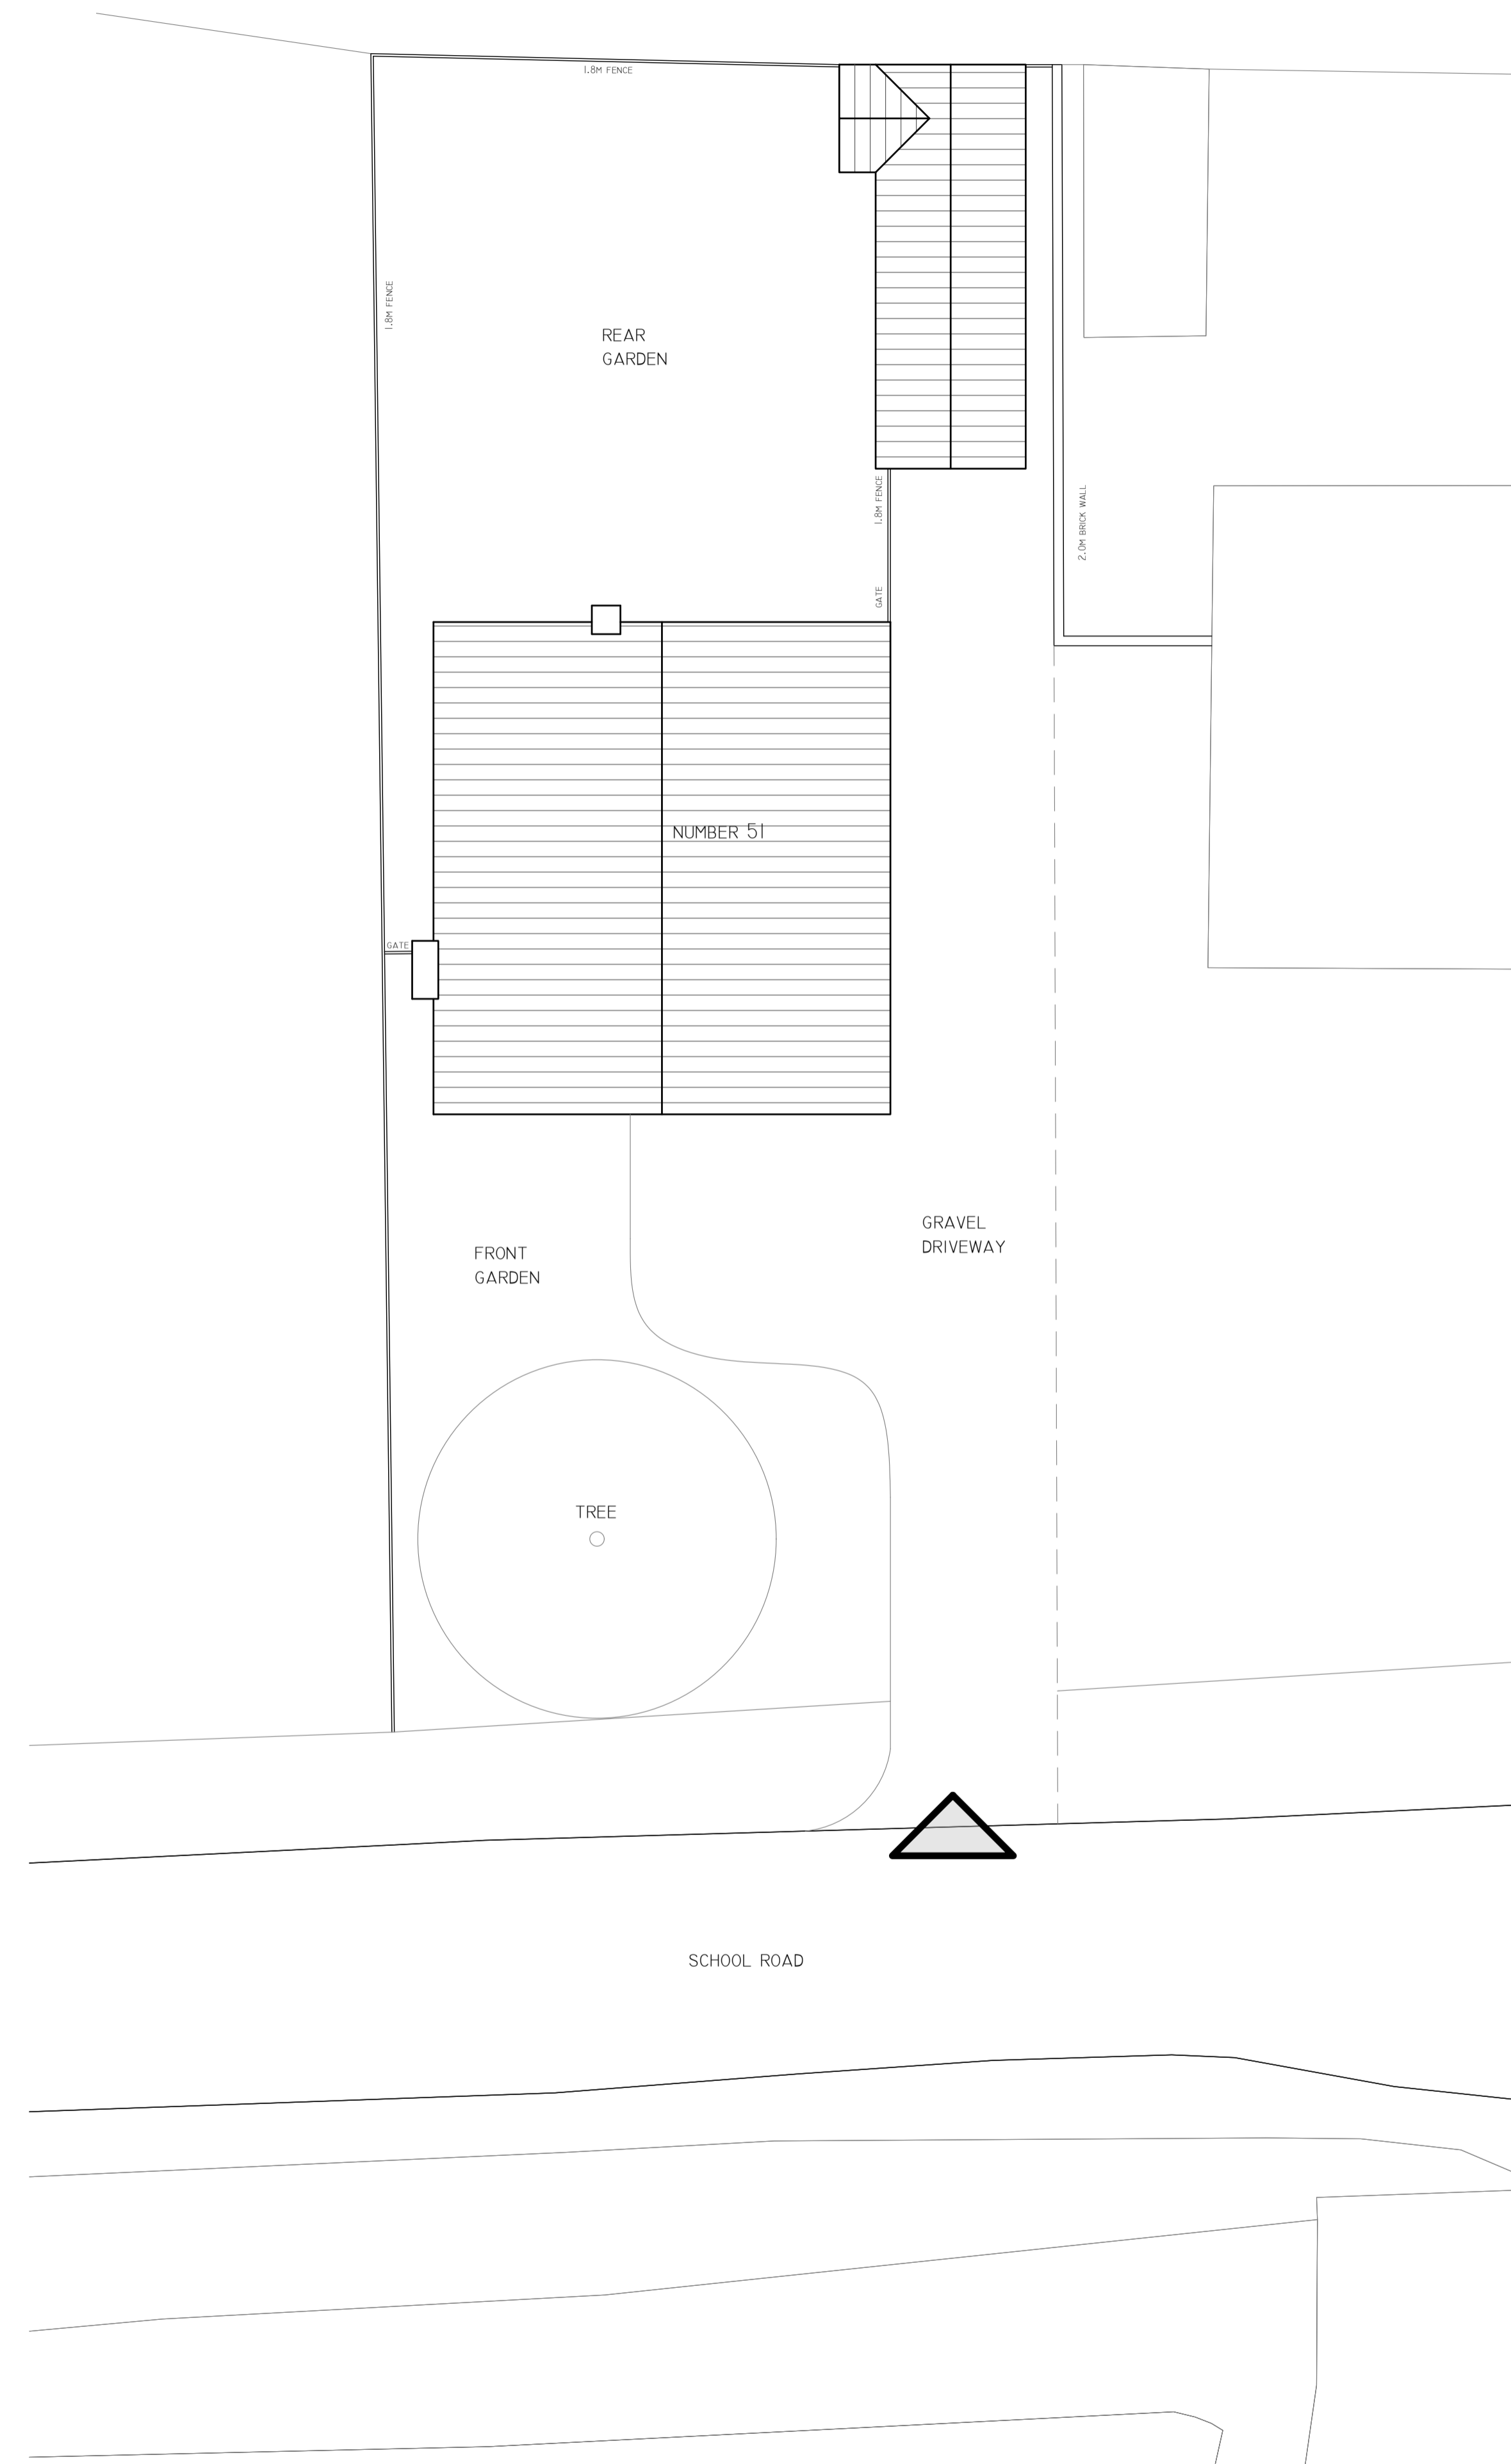 1.8M FENCE
1.8M FENCE
REAR
GARDEN
1.8M FENCE
2.0M BRICK WALL
GATE
NUMBER 51
GATE
GRAVEL
DRIVEWAY
FRONT
GARDEN
TREE
SCHOOL ROAD